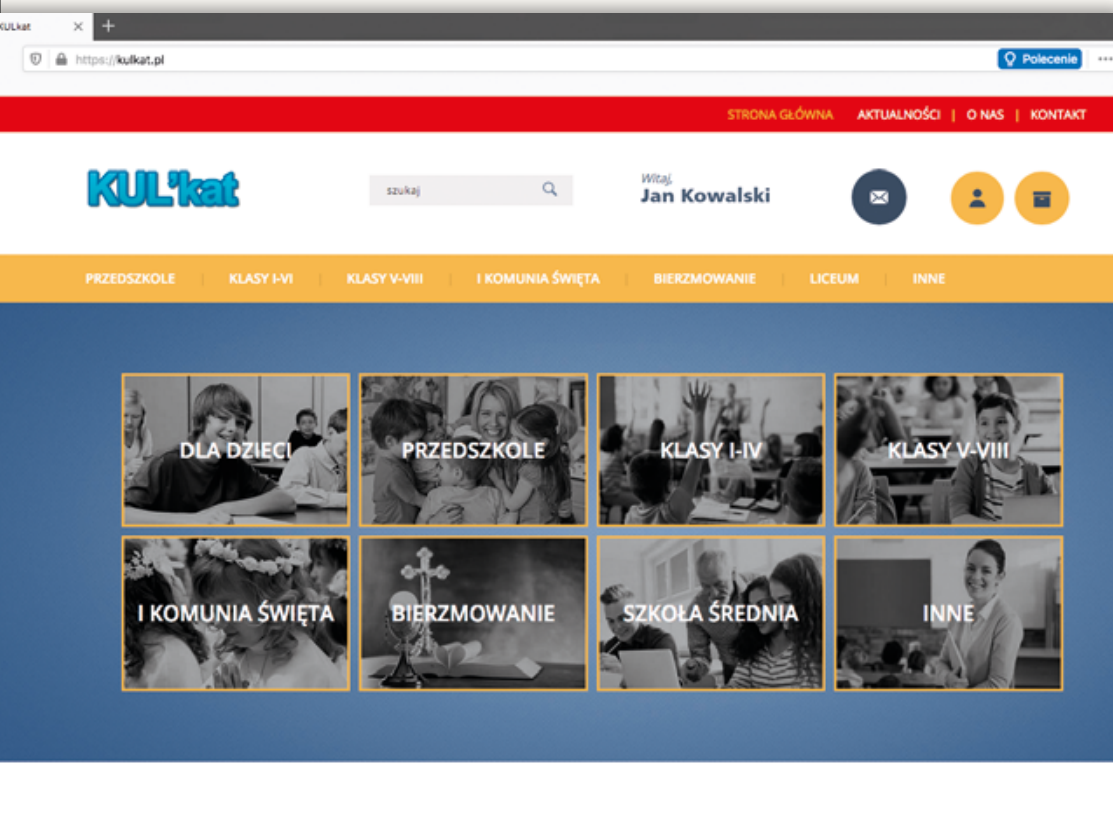 KULkat
https://kulkat.pl
Polecenie
STRONA GŁÓWNA AKTUALNOŚCI | O NAS | KONTAKT
KUL'kat
szukaj
Witaj,
Jan Kowalski
PRZEDSZKOLE | KLASY I-VI | KLASY V-VIII | I KOMUNIA ŚWIĘTA | BIERZMOWANIE | LICEUM | INNE
DLA DZIECI
PRZEDSZKOLE
KLASY I-IV
KLASY V-VIII
I KOMUNIA ŚWIĘTA
BIERZMOWANIE
SZKOŁA ŚREDNIA
INNE